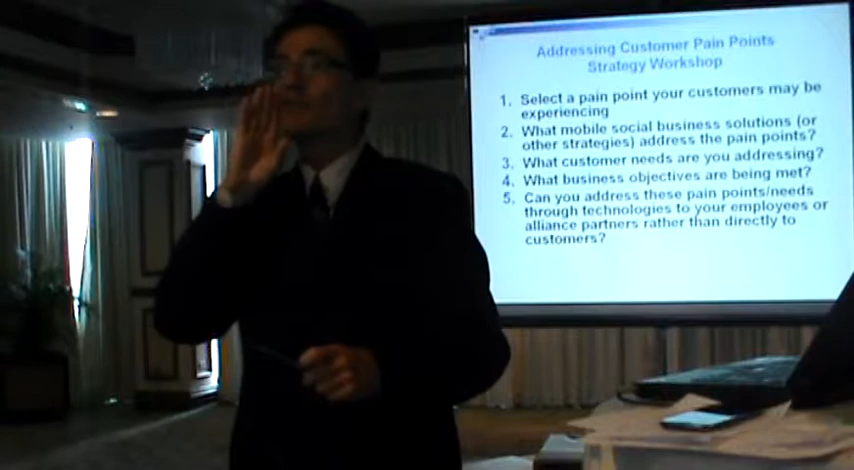 Addressing Customer Pain Points
Strategy Workshop
1. Select a pain point your customers may be
experiencing
2. What mobile social business solutions (or
other strategies) address the pain points?
3. What customer needs are you addressing?
4. What business objectives are being met?
5. Can you address these pain points/needs
through technologies to your employees or
alliance partners rather than directly to
customers?